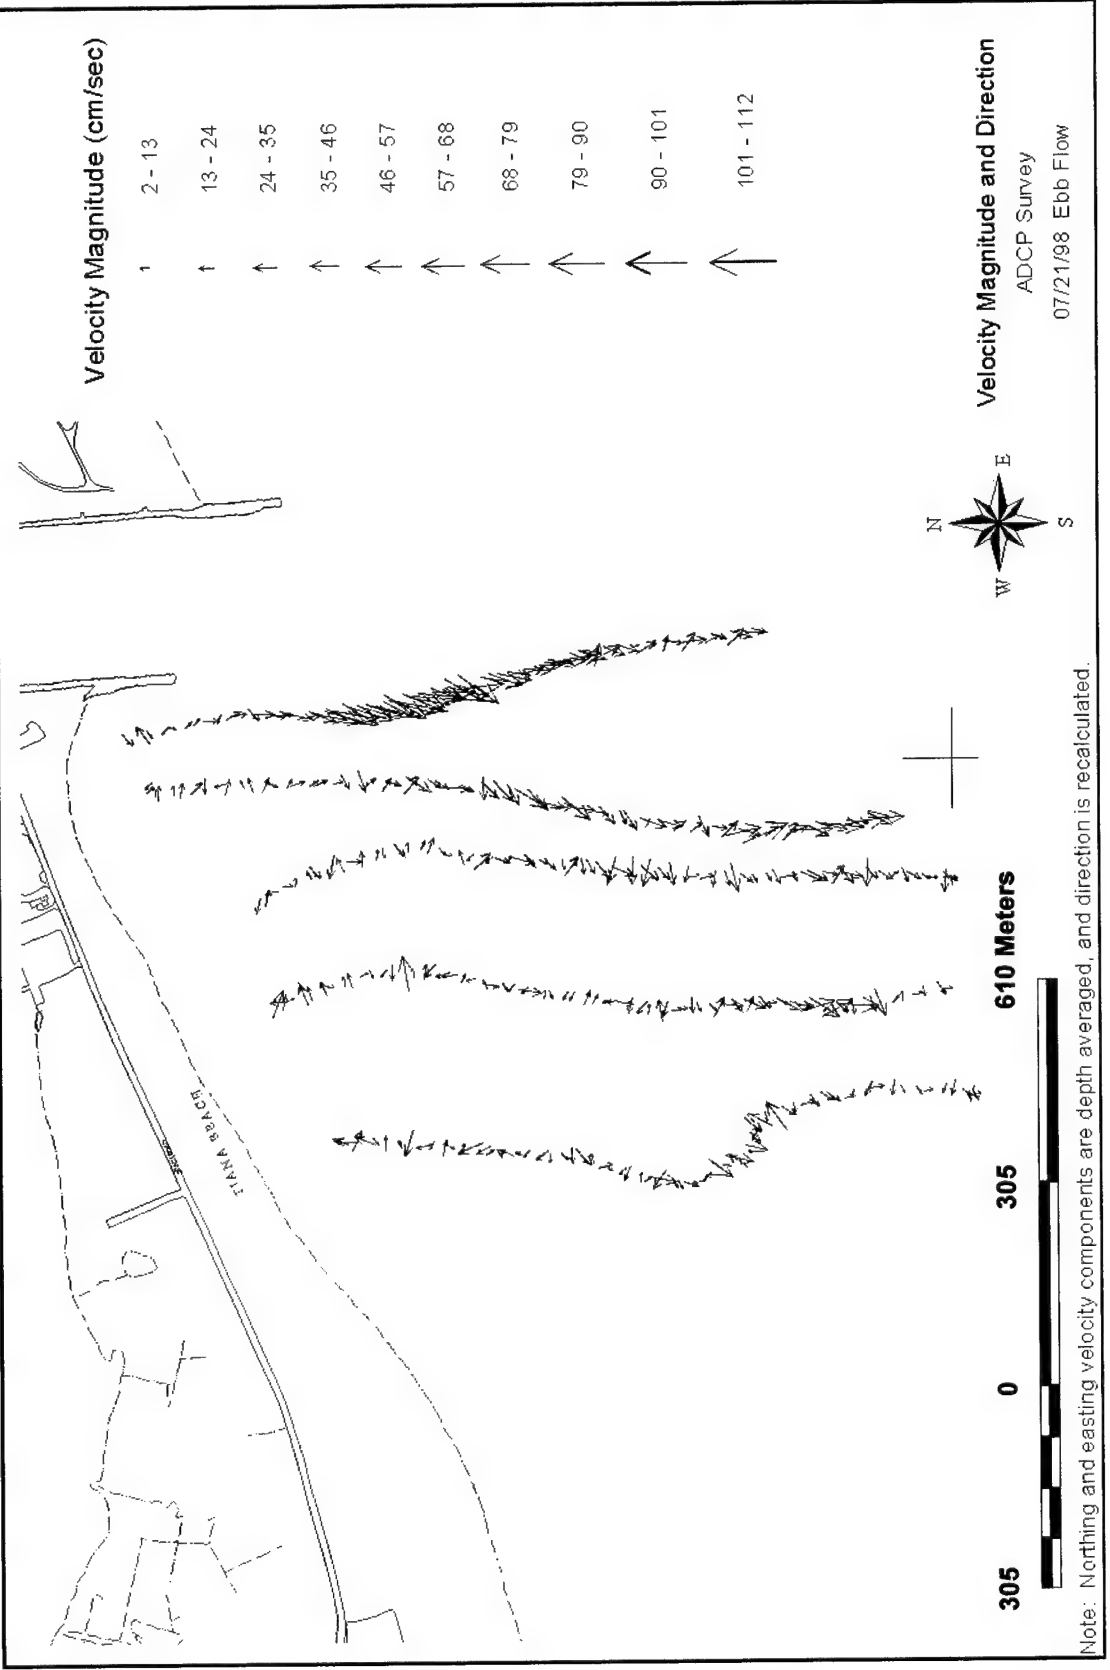 Velocity Magnitude (cm/sec)
2 - 13
13 - 24
24 - 35
35 - 46
46 - 57
57 - 68
68 - 79
79 - 90
90 - 101
101 - 112
TIANA BEACH
N
W
E
S
Velocity Magnitude and Direction
ADCP Survey
07/21/98 Ebb Flow
305
0
305
610 Meters
Note: Northing and easting velocity components are depth averaged, and direction is recalculated.